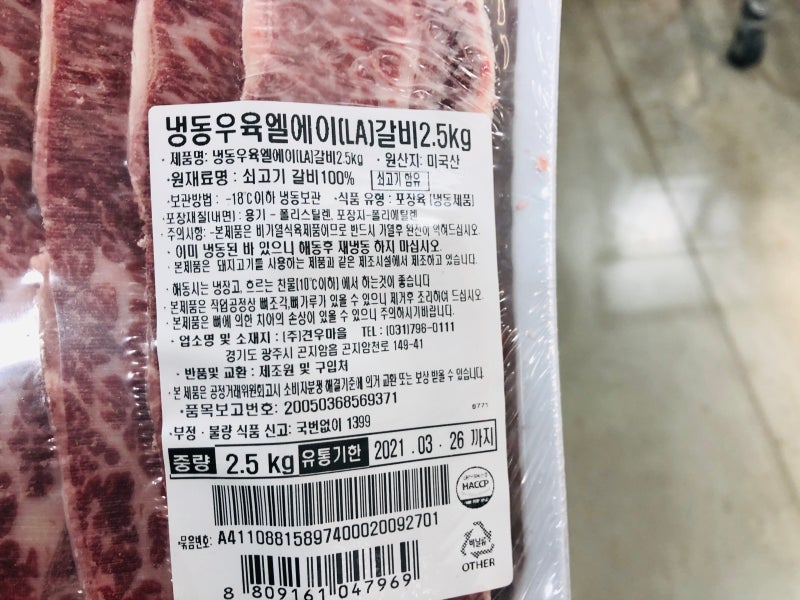 냉동우육엘에이(LA)갈비2.5kg
· 제품명: 냉동우육엘에이(LA)갈비2.5kg · 원산지: 미국산
· 원재료명 : 쇠고기 갈비100% 쇠고기 함유
· 보관방법 : -18℃이하 냉동보관 · 식품 유형 : 포장육 [냉동제품]
· 포장재질(내면) : 용기 - 폴리스틸렌, 포장지-폴리에틸렌
· 주의사항: -본제품은 비가열식육제품이므로 반드시 가열후 완전히 익혀드십시오.
· 이미 냉동된 바 있으니 해동후 재냉동 하지 마십시오.
· 본제품은 돼지고기를 사용하는 제품과 같은 제조시설에서 제조하고 있습니다.
· 해동시는 냉장고, 흐르는 찬물(10℃이하) 에서 하는것이 좋습니다
· 본제품은 작업공정상 뼈조각,뼈가루가 있을 수 있으니 제거후 조리하여 드십시오.
· 본제품은 뼈에 의한 치아의 손상이 있을 수 있으니 주의하시기바랍니다.
· 업소명 및 소재지 : (주)견우마을 TEL : (031)798-0111
경기도 광주시 곤지암읍 곤지암천로 149-41
· 반품및 교환 : 제조원 및 구입처
· 본 제품은 공정거래위원회고시 소비자분쟁 해결기준에 의거 교환 또는 보상 받을 수 있습니다.
· 품목보고번호: 20050368569371
6771
· 부정 · 불량 식품 신고: 국번없이 1399
중량 2.5 kg 유통기한 2021 .03 . 26 까지
HACCP
묶음번호: A41108815897400020092701
비닐류
OTHER
8 809161 047969